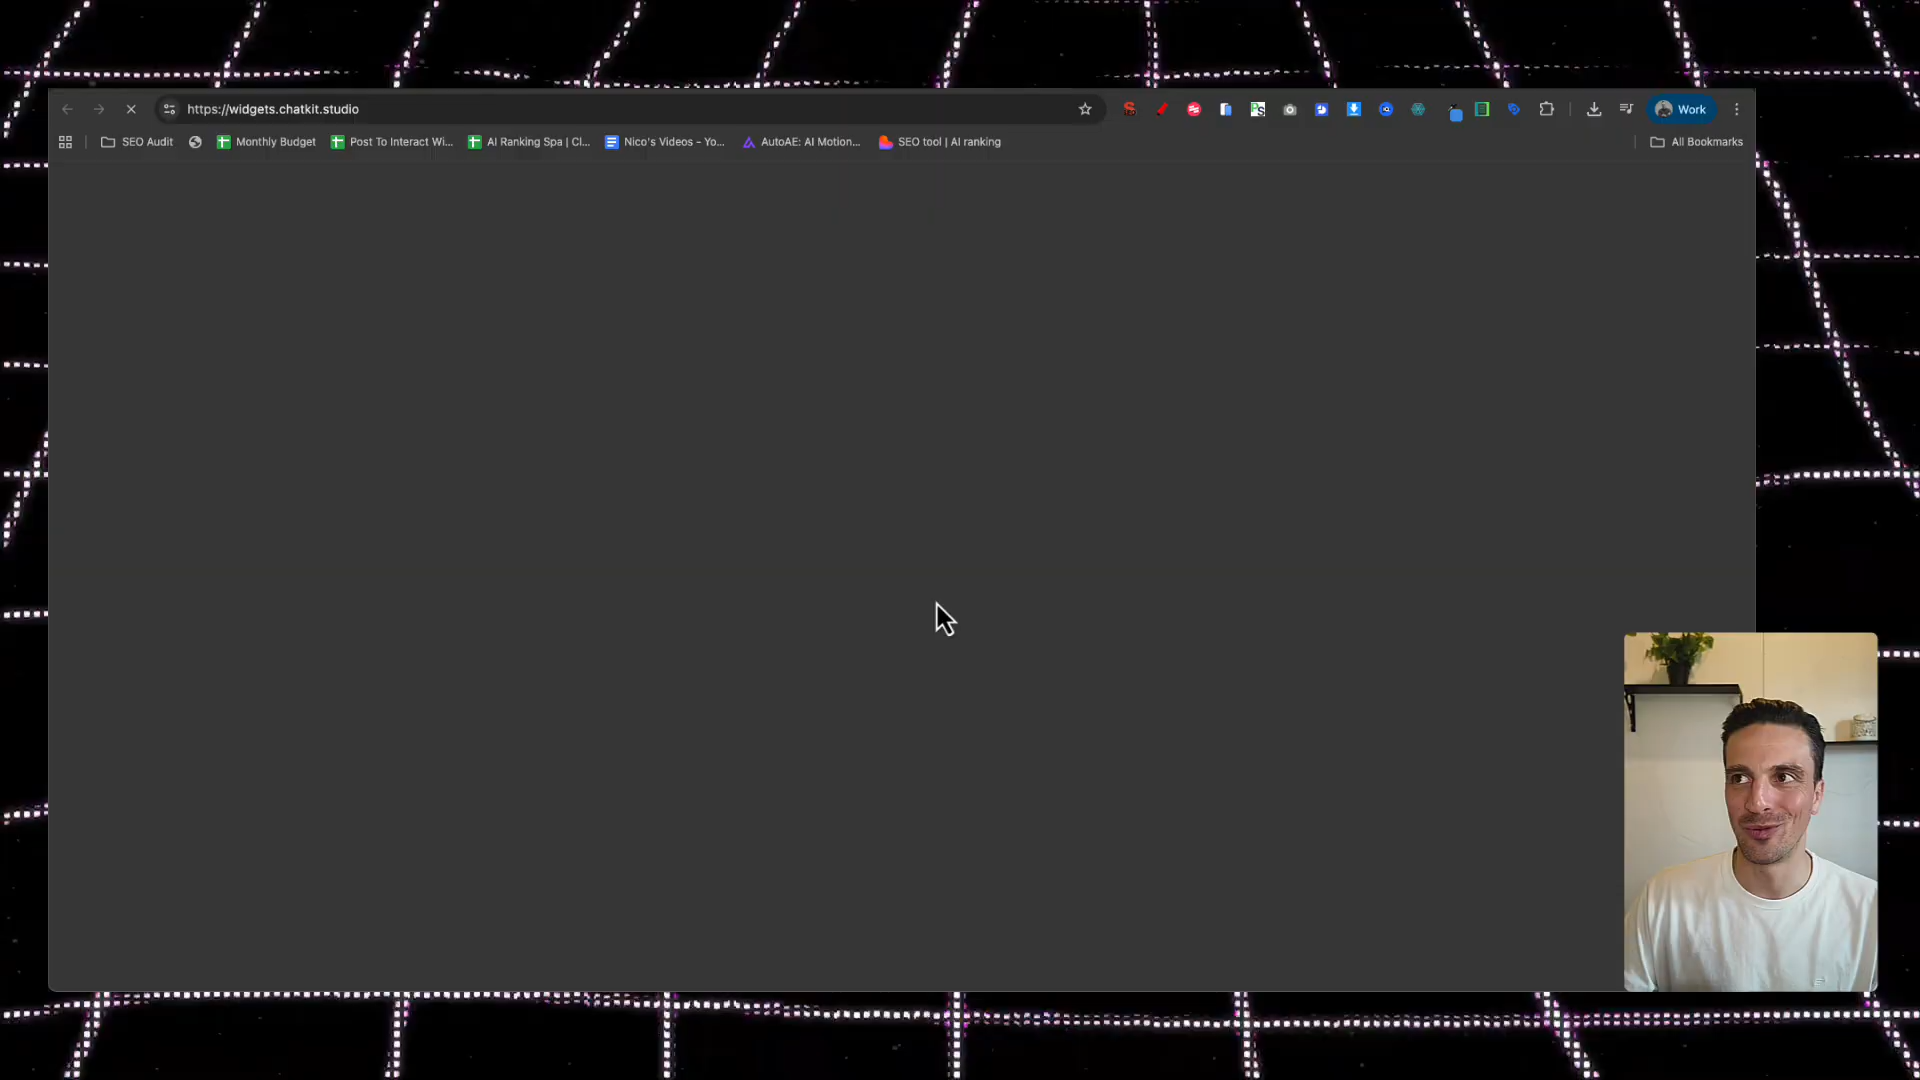 https://widgets.chatkit.studio
Work
SEO Audit
Monthly Budget
Post To Interact Wi...
AI Ranking Spa | Cl...
Nico's Videos - Yo...
AutoAE: AI Motion...
SEO tool | AI ranking
All Bookmarks